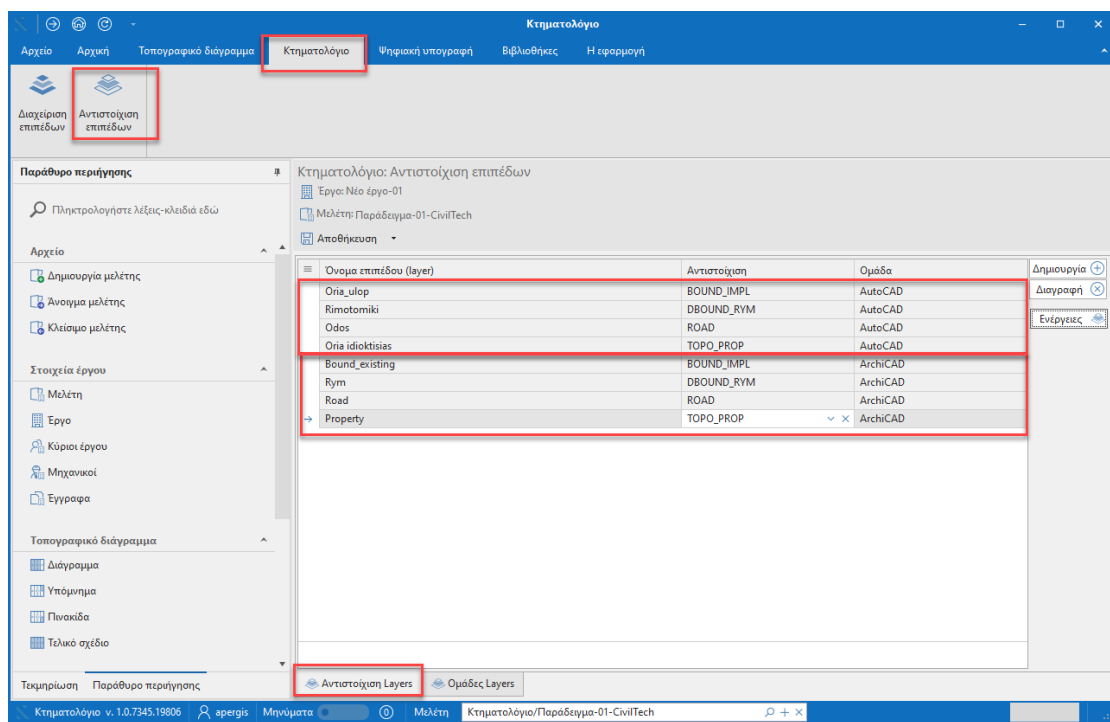 Κτηματολόγιο
Αρχείο Αρχική Τοπογραφικό διάγραμμα Κτηματολόγιο Ψηφιακή υπογραφή Βιβλιοθήκες Η εφαρμογή
Διαχείριση επιπέδων
Αντιστοίχιση επιπέδων
Παράθυρο περιήγησης
Πληκτρολογήστε λέξεις-κλειδιά εδώ
Αρχείο
Δημιουργία μελέτης
Άνοιγμα μελέτης
Κλείσιμο μελέτης
Στοιχεία έργου
Μελέτη
Έργο
Κύριοι έργου
Μηχανικοί
Έγγραφα
Τοπογραφικό διάγραμμα
Διάγραμμα
Υπόμνημα
Πινακίδα
Τελικό σχέδιο
Τεκμηρίωση Παράθυρο περιήγησης
Κτηματολόγιο: Αντιστοίχιση επιπέδων
Έργο: Νέο έργο-01
Μελέτη: Παράδειγμα-01-CivilTech
Αποθήκευση
Όνομα επιπέδου (layer) Αντιστοίχιση Ομάδα
Oria_ulop BOUND_IMPL AutoCAD
Rimotomiki DBOUND_RYM AutoCAD
Odos ROAD AutoCAD
Oria idioktisias TOPO_PROP AutoCAD
Bound_existing BOUND_IMPL ArchiCAD
Rym DBOUND_RYM ArchiCAD
Road ROAD ArchiCAD
Property TOPO_PROP ArchiCAD
Δημιουργία
Διαγραφή
Ενέργειες
Αντιστοίχιση Layers Ομάδες Layers
Κτηματολόγιο v. 1.0.7345.19806 apergis Μηνύματα 0 Μελέτη Κτηματολόγιο/Παράδειγμα-01-CivilTech